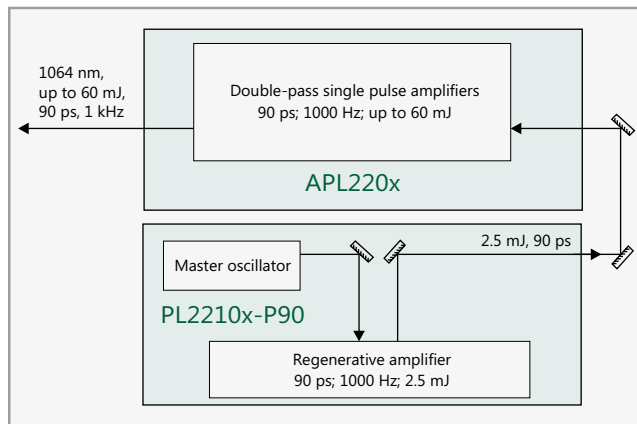 1064 nm,
up to 60 mJ,
90 ps, 1 kHz
Double-pass single pulse amplifiers
90 ps; 1000 Hz; up to 60 mJ
APL220x
2.5 mJ, 90 ps
Master oscillator
PL2210x-P90
Regenerative amplifier
90 ps; 1000 Hz; 2.5 mJ